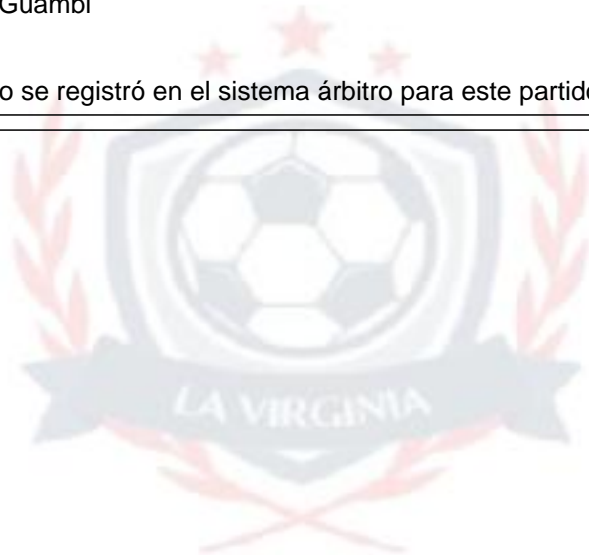 Guambi
o se registró en el sistema árbitro para este partido
LA VIRGINIA